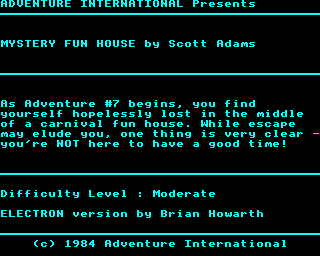 ADVENTURE INTERNATIONAL Presents
MYSTERY FUN HOUSE by Scott Adams
As Adventure #7 begins, you find
yourself hopelessly lost in the middle
of a carnival fun house. While escape
may elude you, one thing is very clear -
you're NOT here to have a good time!
Difficulty Level : Moderate
ELECTRON version by Brian Howarth
(c) 1984 Adventure International